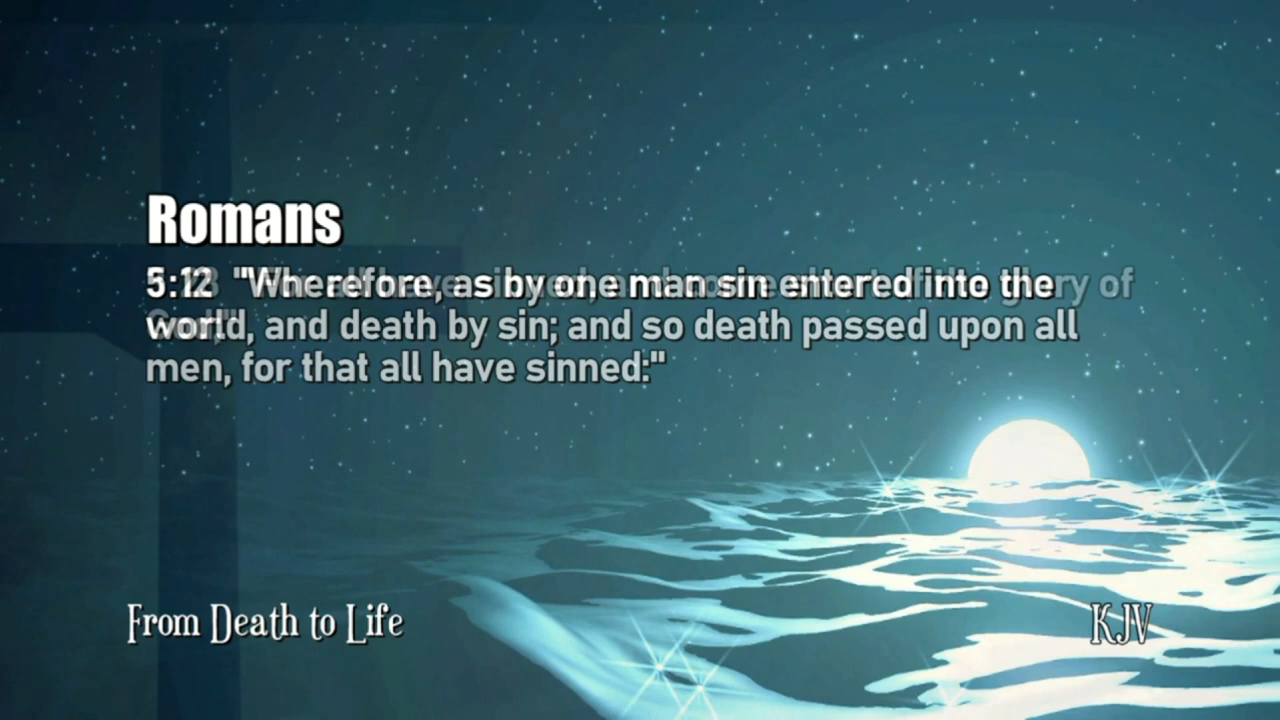 Romans
5:12 "Wherefore, as by one man sin entered into the
world, and death by sin; and so death passed upon all
men, for that all have sinned:"
From Death to Life
KJV